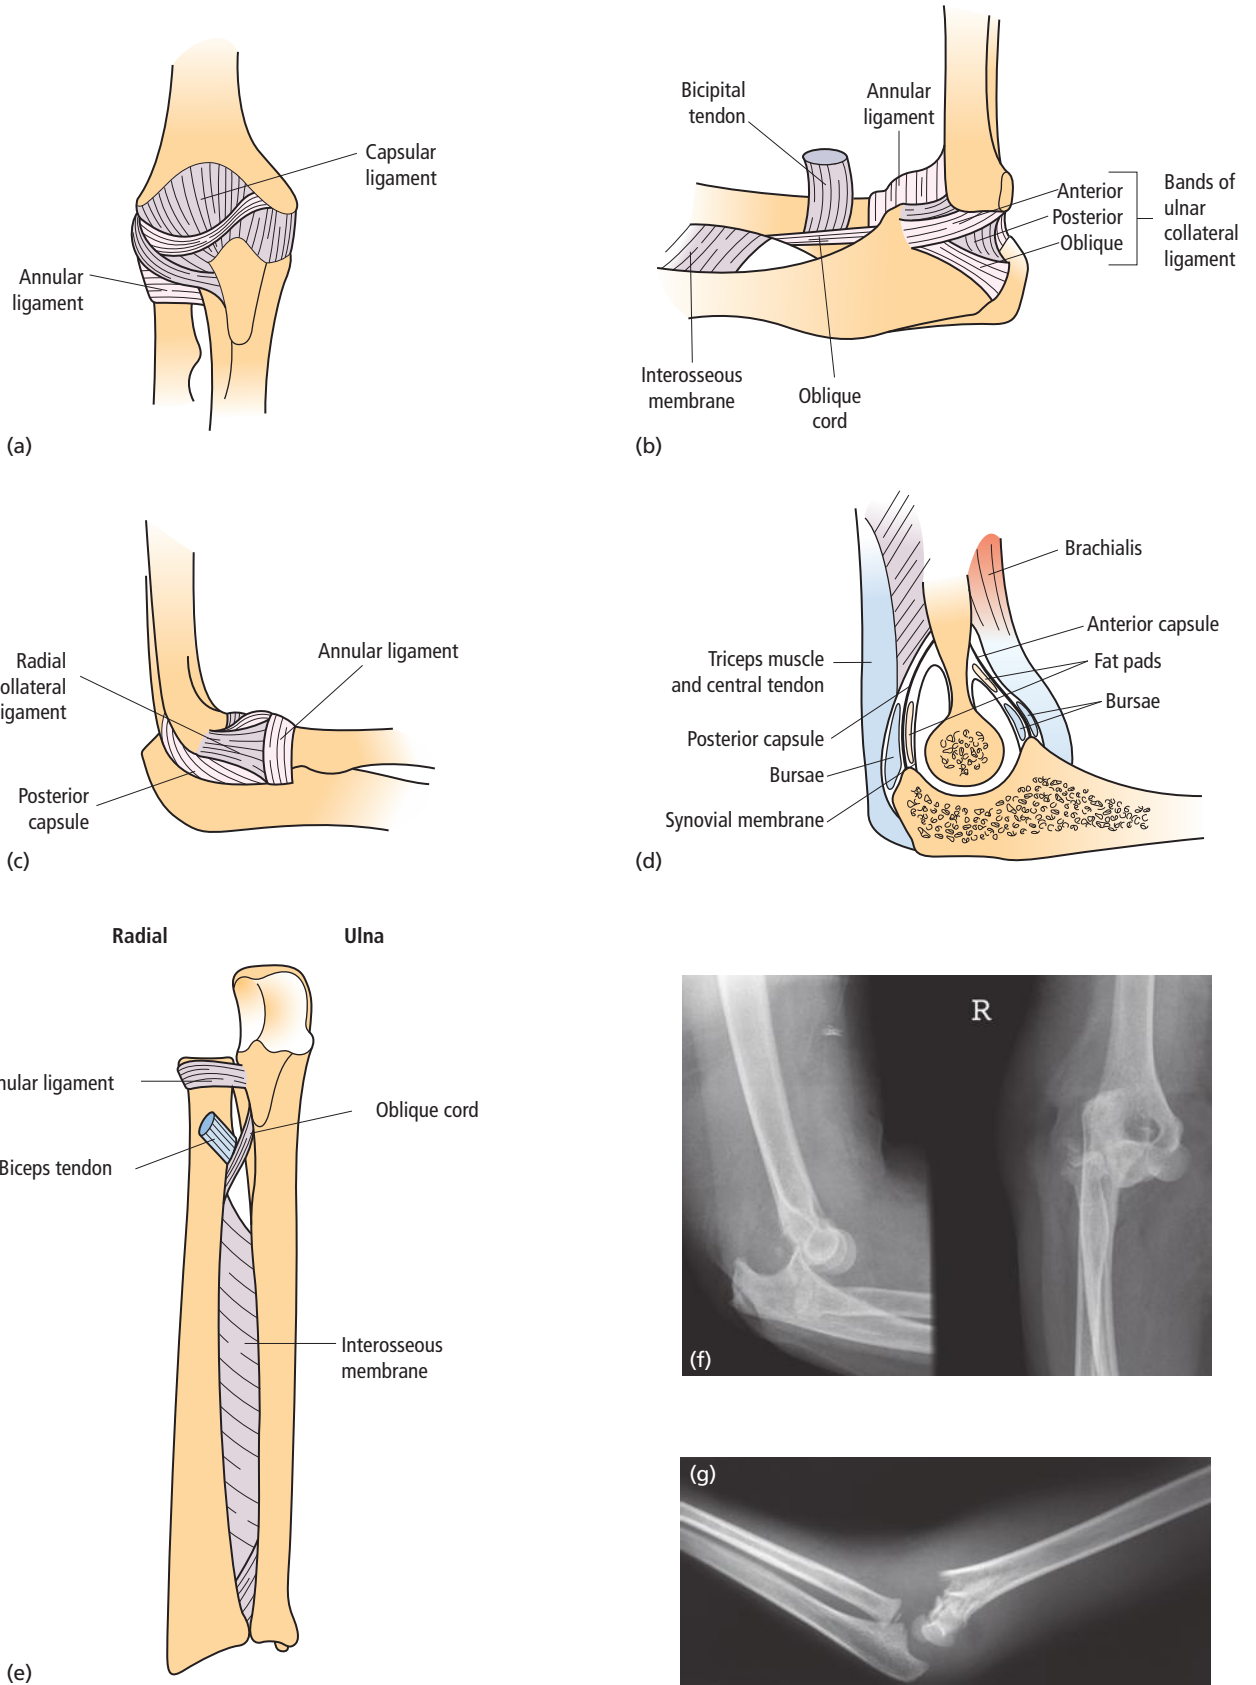 Capsular
ligament
Annular
ligament
(a)
Bicipital
tendon
Annular
ligament
Anterior
Posterior
Oblique
Bands of
ulnar
collateral
ligament
Interosseous
membrane
Oblique
cord
(b)
Radial
ollateral
igament
Annular ligament
Posterior
capsule
(c)
Brachialis
Anterior capsule
Fat pads
Bursae
Triceps muscle
and central tendon
Posterior capsule
Bursae
Synovial membrane
(d)
Radial
Ulna
nular ligament
Oblique cord
Biceps tendon
Interosseous
membrane
(e)
R
(f)
(g)